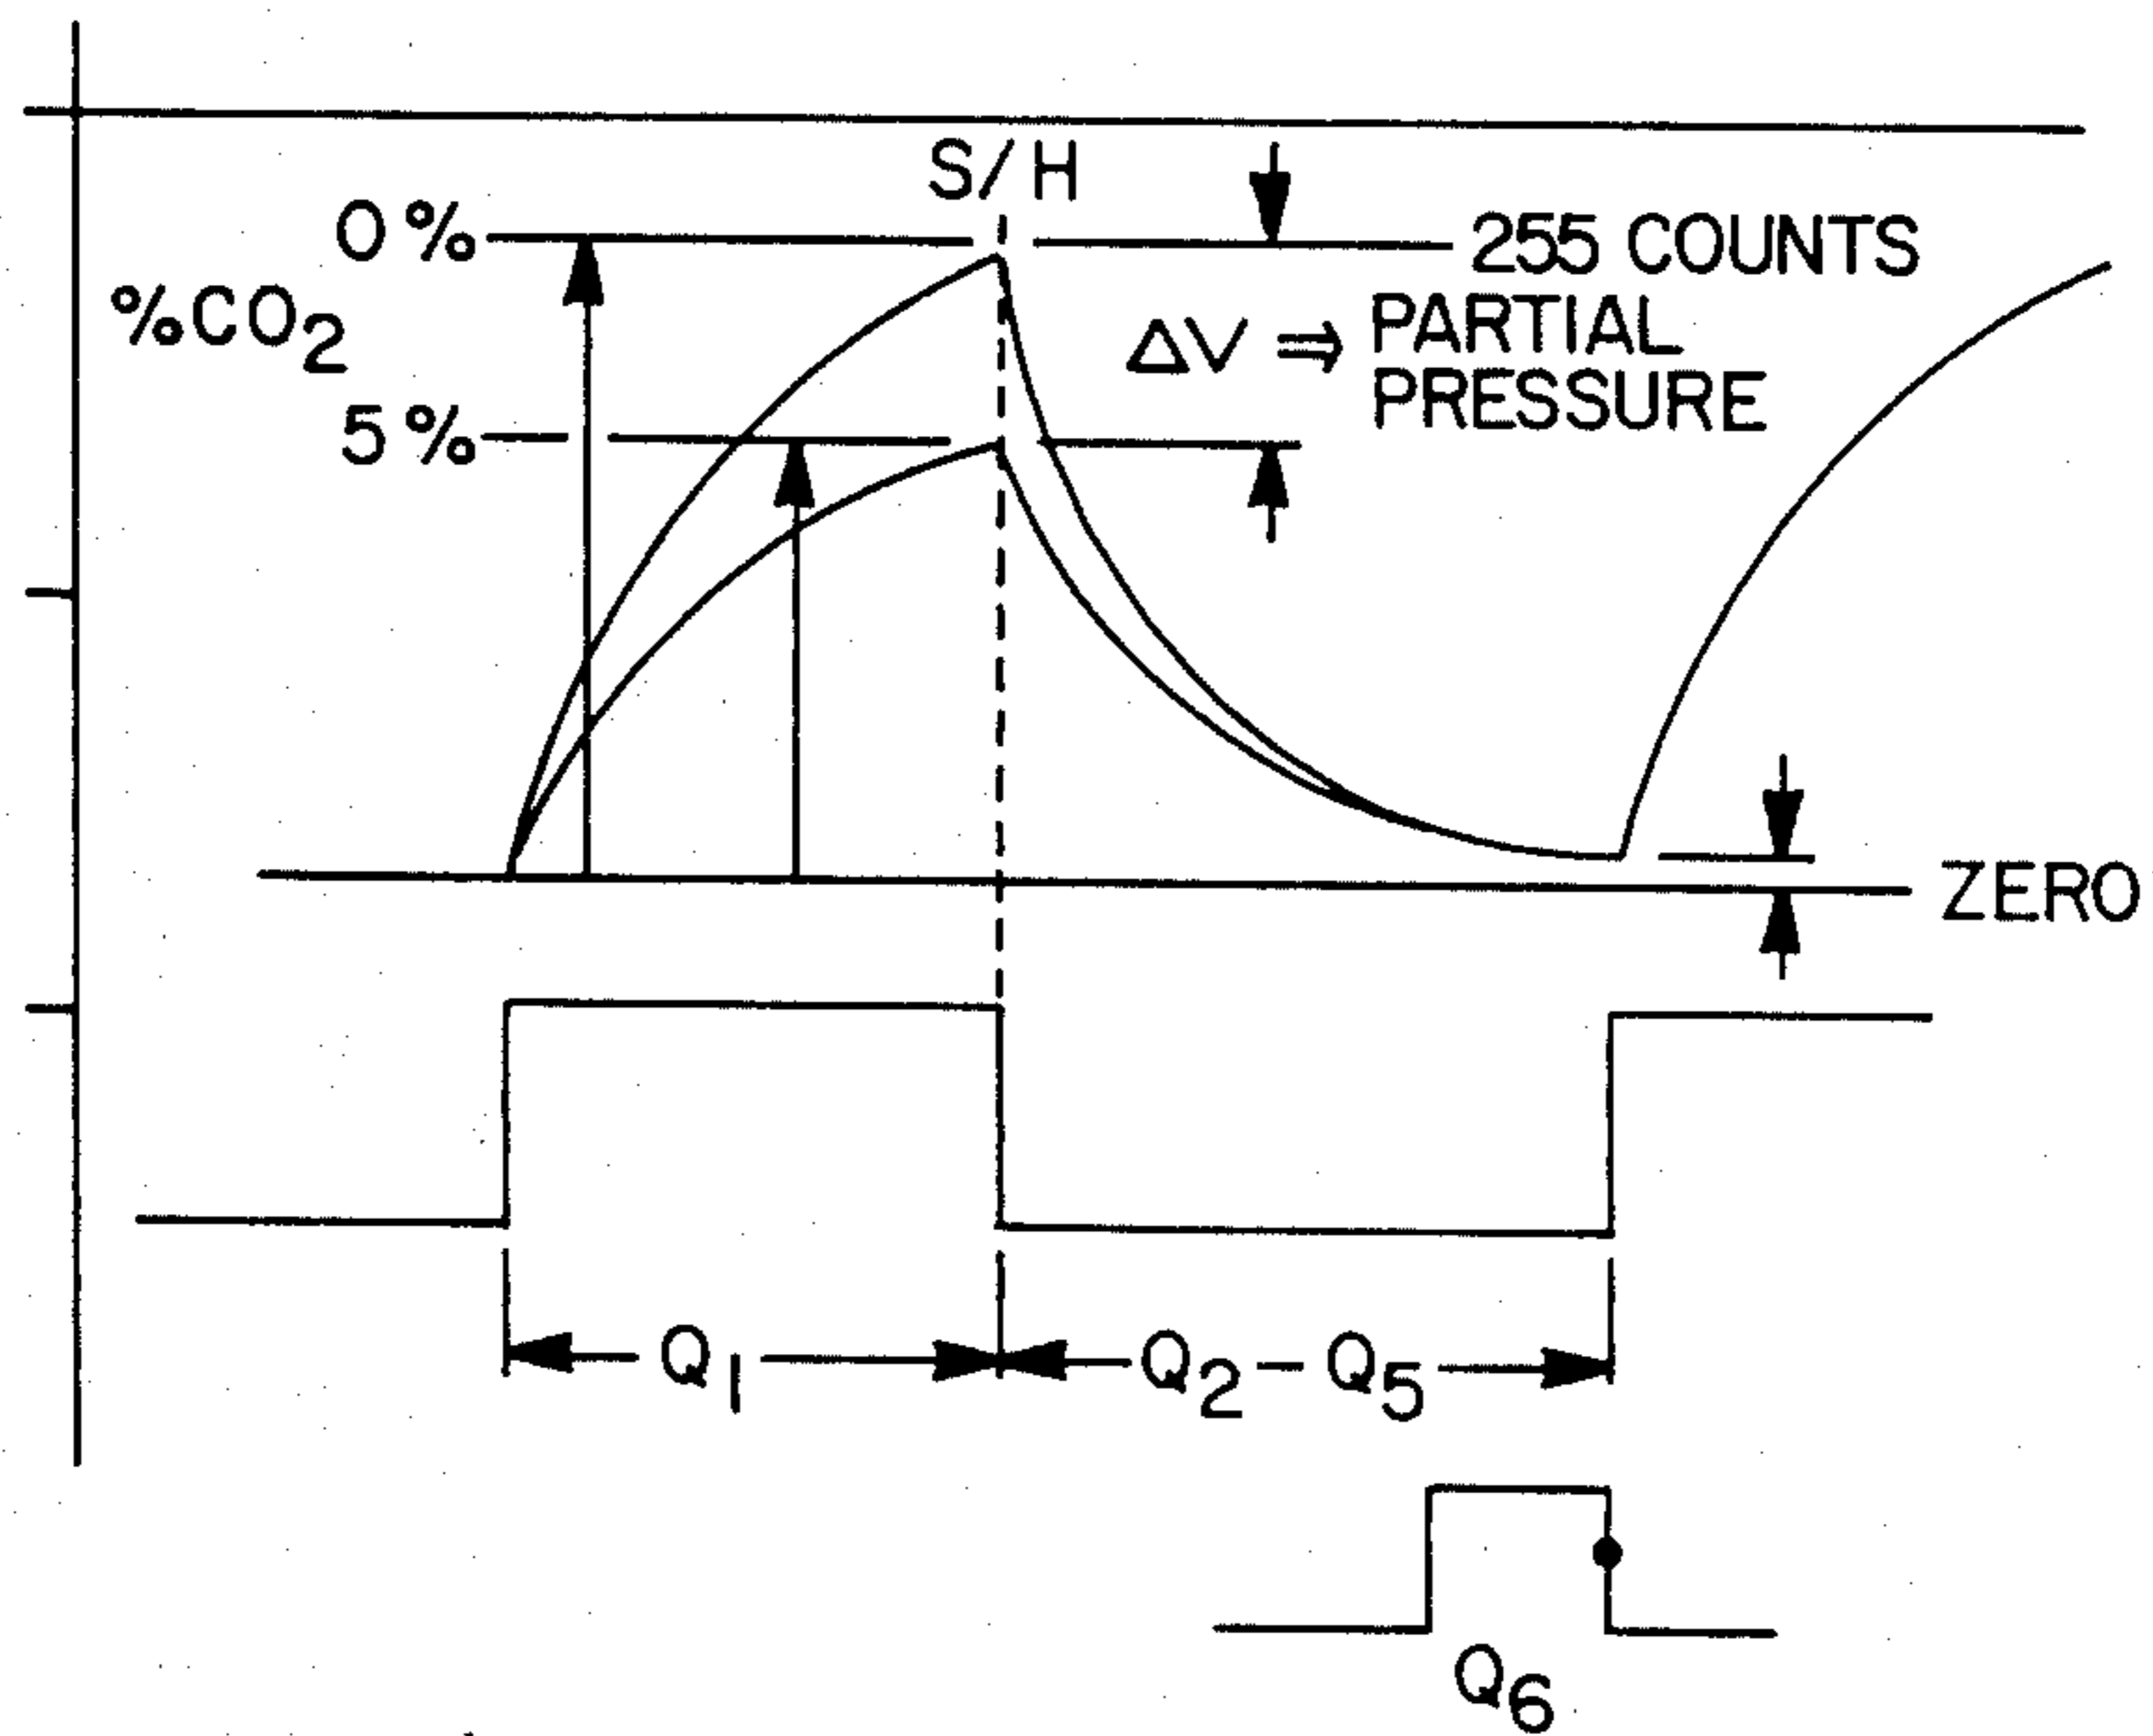 S/H
0%
255 COUNTS
%CO₂
ΔV ⇒ PARTIAL
PRESSURE
5%
ZERO
Q₁
Q₂-Q₅
Q₆